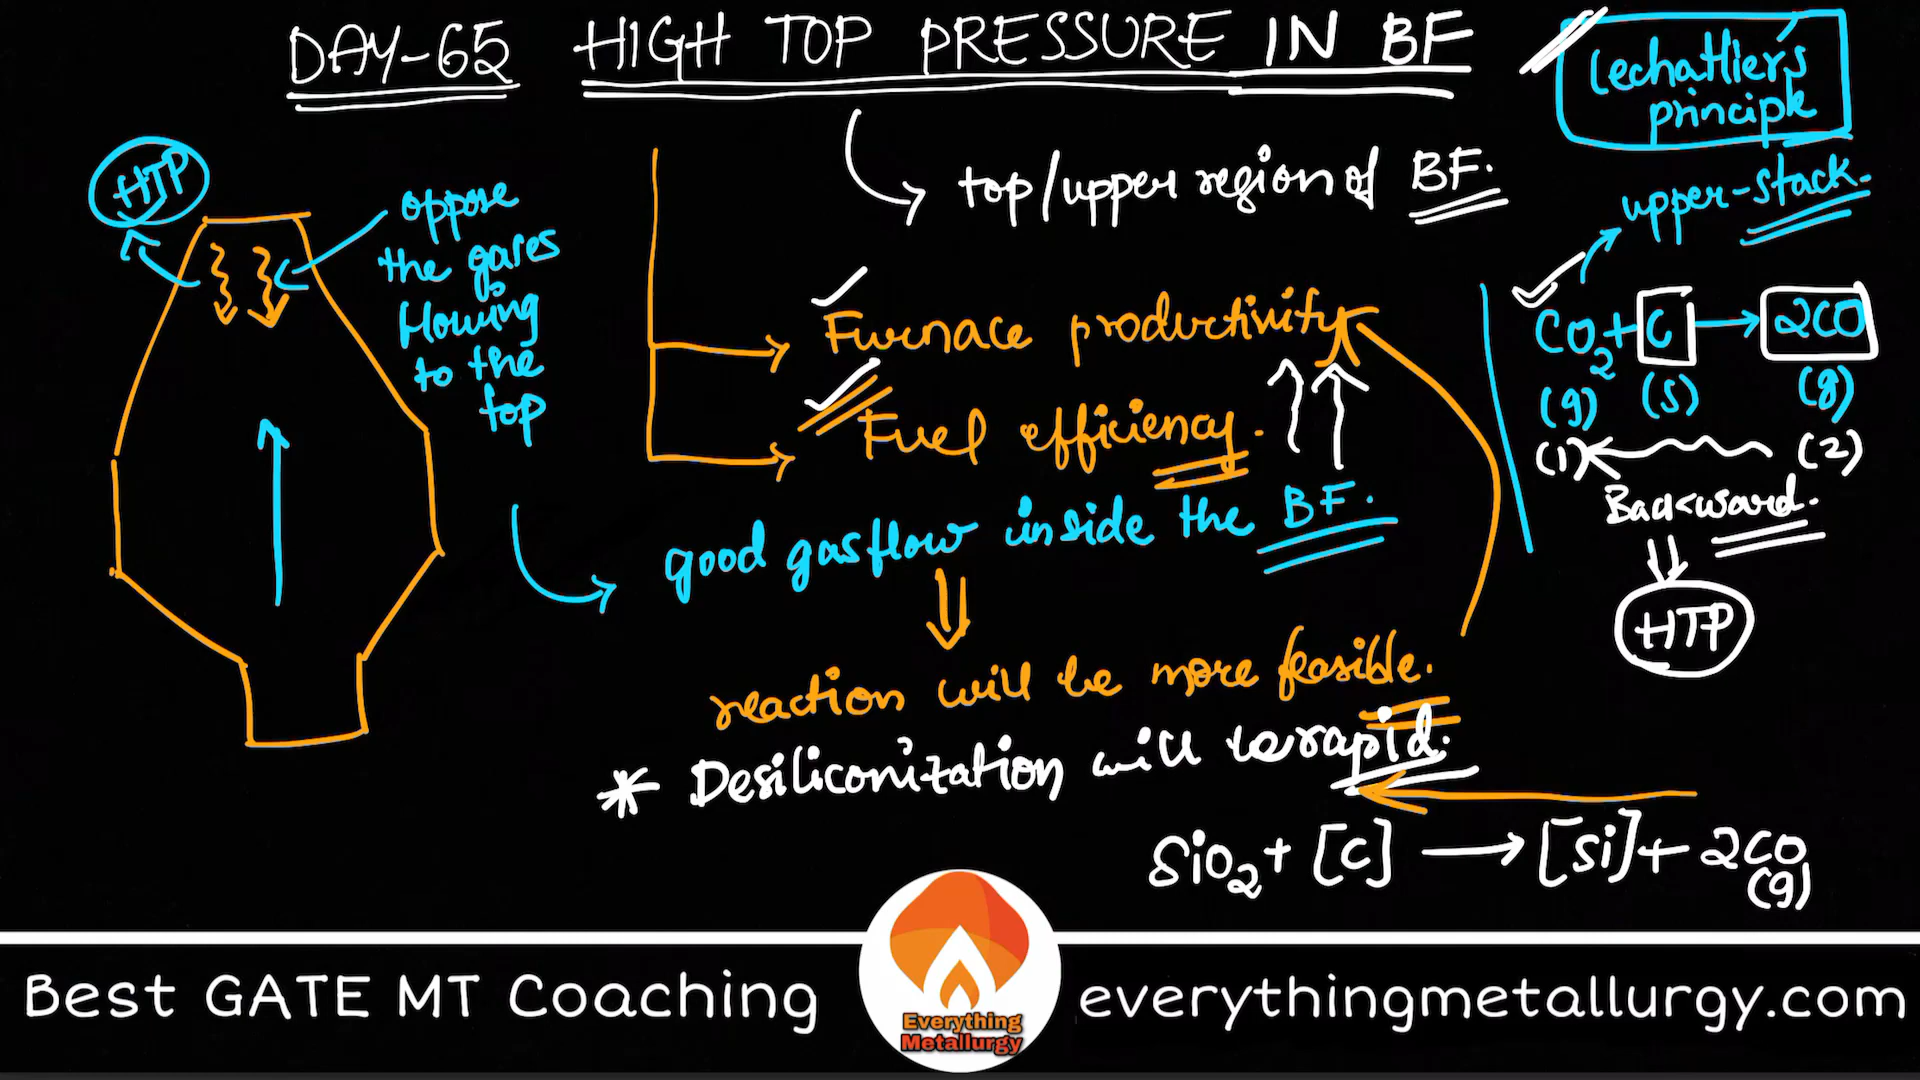 DAY-65 HIGH TOP PRESSURE IN BF
Lechatlier's
principle
HTP
top/upper region of BF.
upper-stack.
oppose
the gases
flowing
to the
top
Furnace productivity
Fuel efficiency.
CO2 + C → 2CO
(g) (s) (g)
(1) (2)
Backward.
HTP
good gas flow inside the BF.
reaction will be more feasible.
* Desiliconization will be rapid.
SiO2 + [C] → [Si] + 2CO
(g)
Best GATE MT Coaching
Everything
Metallurgy
everythingmetallurgy.com